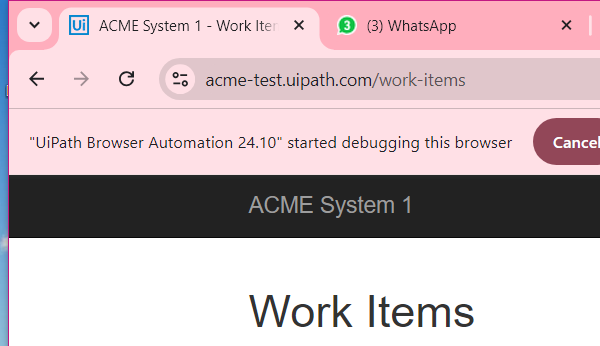 Ui ACME System 1 - Work Iter
3 (3) WhatsApp
acme-test.uipath.com/work-items
"UiPath Browser Automation 24.10" started debugging this browser
Cancel
ACME System 1
Work Items